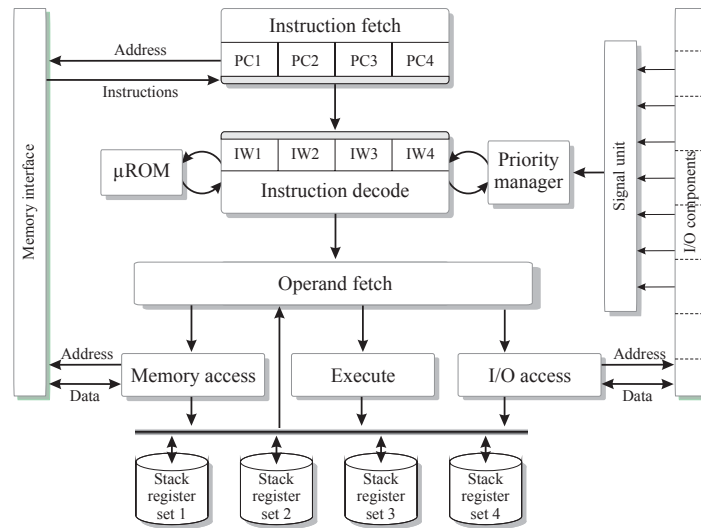 Instruction fetch
PC1 PC2 PC3 PC4
Address
Instructions
Memory interface
IW1 IW2 IW3 IW4
Instruction decode
µROM
Priority
manager
Signal unit
I/O components
Operand fetch
Address
Data
Memory access
Execute
I/O access
Address
Data
Stack
register
set 1
Stack
register
set 2
Stack
register
set 3
Stack
register
set 4